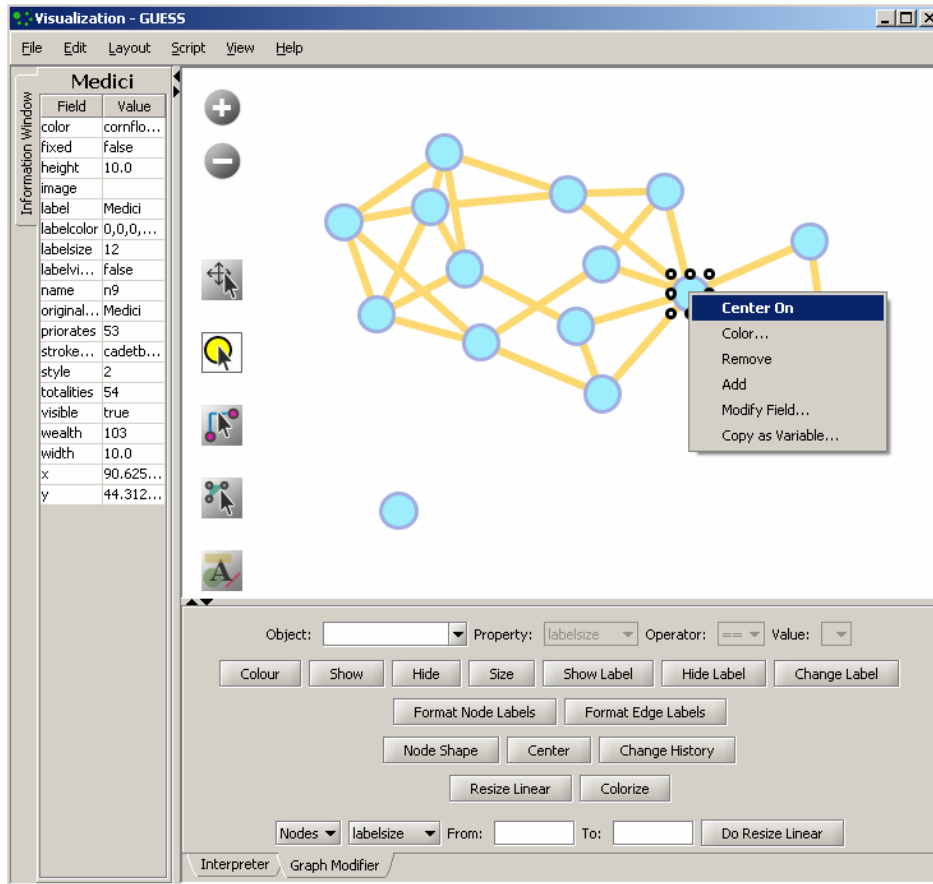 Visualization - GUESS
File Edit Layout Script View Help
Information Window
Medici
Field Value
color cornflo...
fixed false
height 10.0
image
label Medici
labelcolor 0,0,0,...
labelsize 12
labelvi... false
name n9
original... Medici
priorates 53
stroke... cadetb...
style 2
totalities 54
visible true
wealth 103
width 10.0
x 90.625...
y 44.312...
A
Center On
Color...
Remove
Add
Modify Field...
Copy as Variable...
Object: Property: labelsize Operator: == Value:
Colour Show Hide Size Show Label Hide Label Change Label
Format Node Labels Format Edge Labels
Node Shape Center Change History
Resize Linear Colorize
Nodes labelsize From: To: Do Resize Linear
Interpreter Graph Modifier